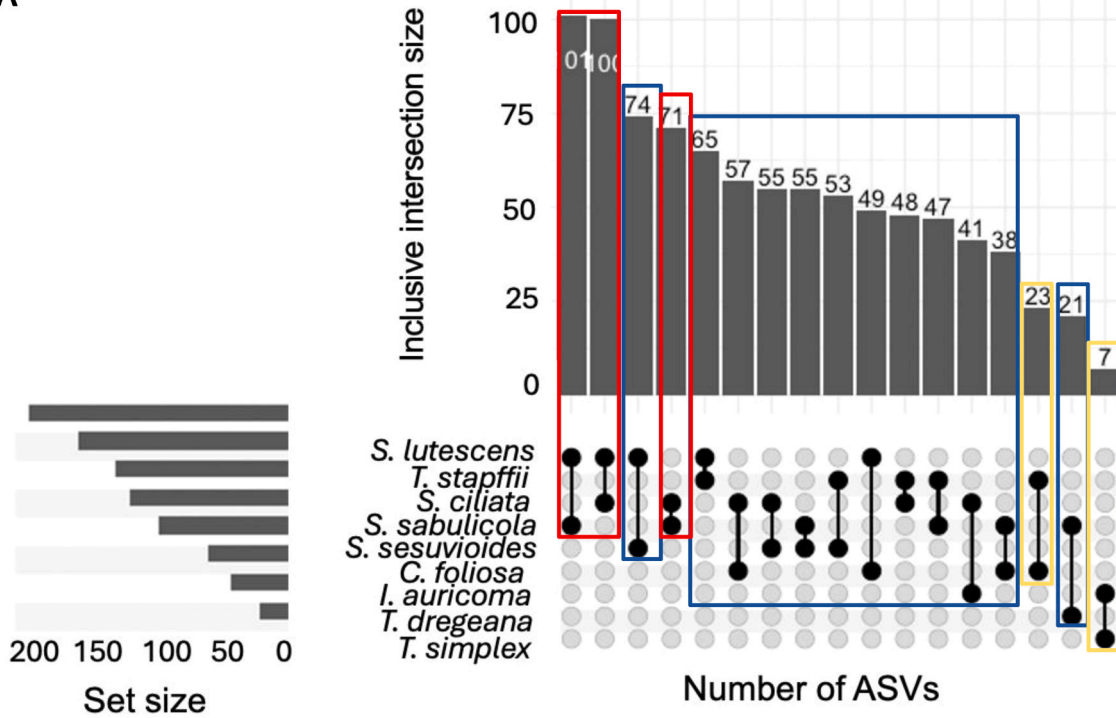 100
75
50
25
0
Inclusive intersection size
01 100
74
71
65
57
55
55
53
49
48
47
41
38
23
21
7
S. lutescens
T. stapffii
S. ciliata
S. sabulicola
S. sesuvioides
C. foliosa
I. auricoma
T. dregeana
T. simplex
200 150 100 50 0
Set size
Number of ASVs